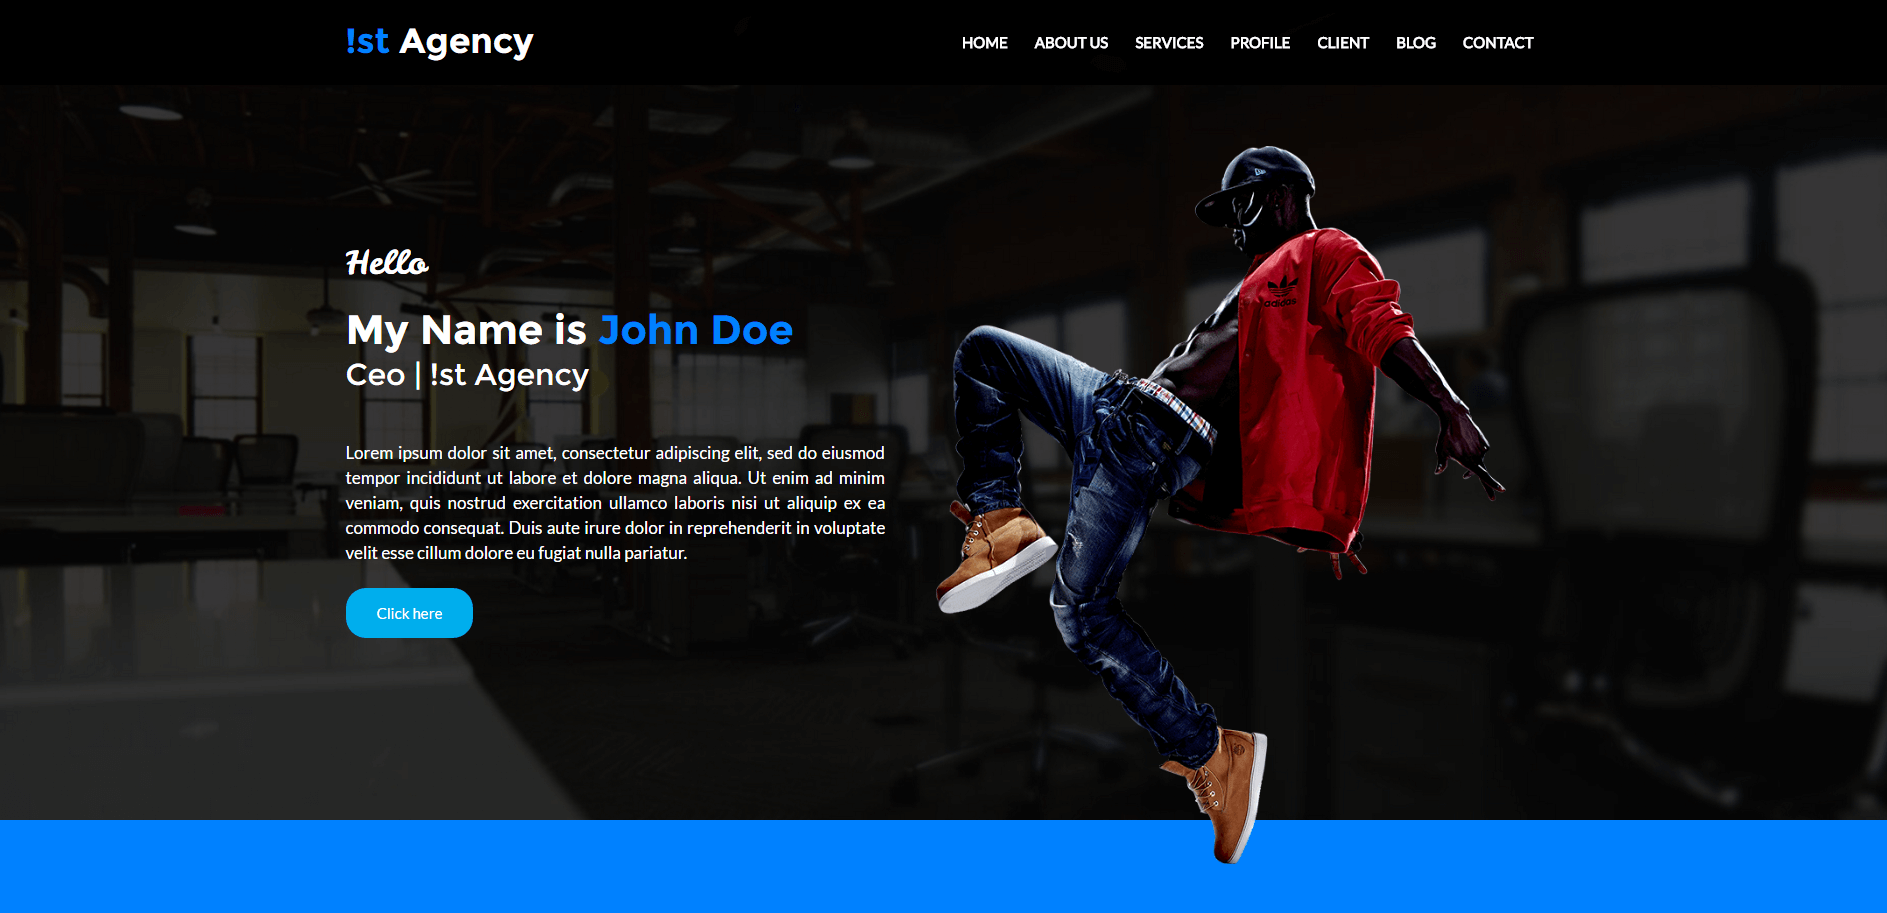 !st Agency
HOME ABOUT US SERVICES PROFILE CLIENT BLOG CONTACT
Hello
My Name is John Doe
Ceo | !st Agency
adidas
Lorem ipsum dolor sit amet, consectetur adipiscing elit, sed do eiusmod
tempor incididunt ut labore et dolore magna aliqua. Ut enim ad minim
veniam, quis nostrud exercitation ullamco laboris nisi ut aliquip ex ea
commodo consequat. Duis aute irure dolor in reprehenderit in voluptate
velit esse cillum dolore eu fugiat nulla pariatur.
Click here